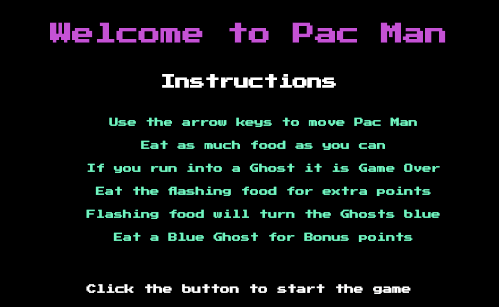 Welcome to Pac Man
Instructions
Use the arrow keys to move Pac Man
Eat as much food as you can
If you run into a Ghost it is Game Over
Eat the flashing food for extra points
Flashing food will turn the Ghosts blue
Eat a Blue Ghost for Bonus points
Click the button to start the game